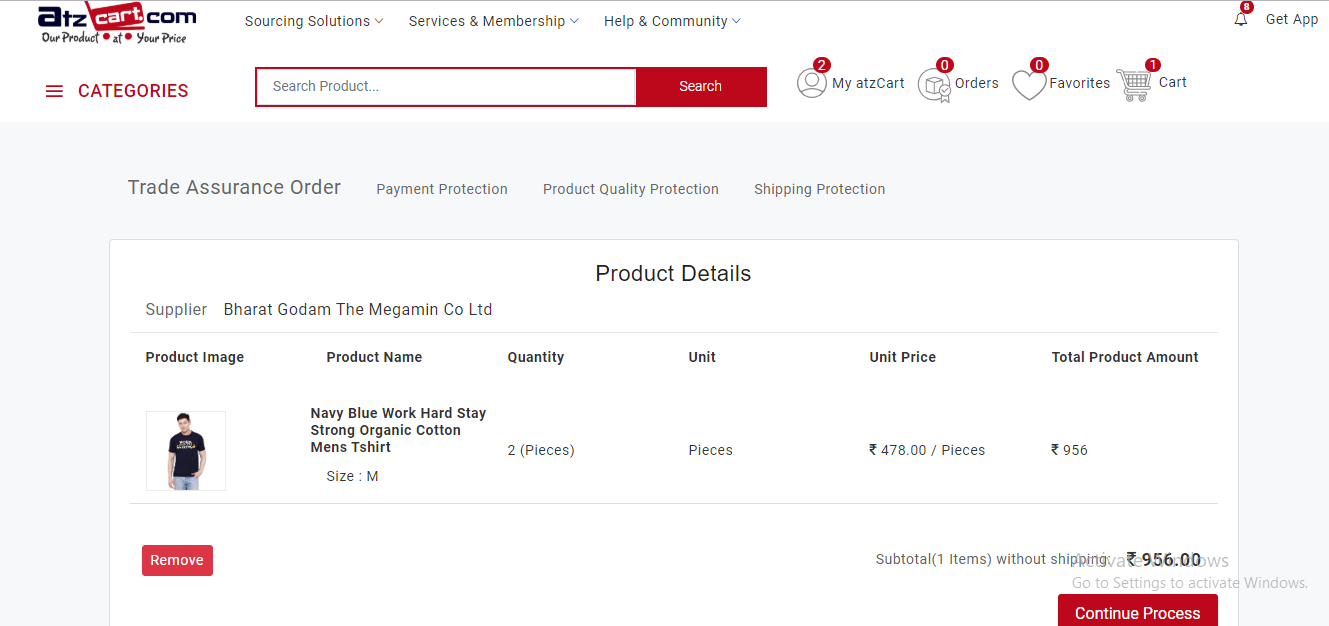 atzcart.com
Our Product at Your Price
Sourcing Solutions
Services & Membership
Help & Community
8
Get App
CATEGORIES
Search Product...
Search
2
My atzCart
0
Orders
0
Favorites
1
Cart
Trade Assurance Order
Payment Protection
Product Quality Protection
Shipping Protection
Product Details
Supplier Bharat Godam The Megamin Co Ltd
Product Image Product Name Quantity Unit Unit Price Total Product Amount
Navy Blue Work Hard Stay
Strong Organic Cotton
Mens Tshirt
Size : M
2 (Pieces)
Pieces
₹ 478.00 / Pieces
₹ 956
Remove
Subtotal(1 Items) without shipping: ₹ 956.00
Activate Windows
Go to Settings to activate Windows.
Continue Process